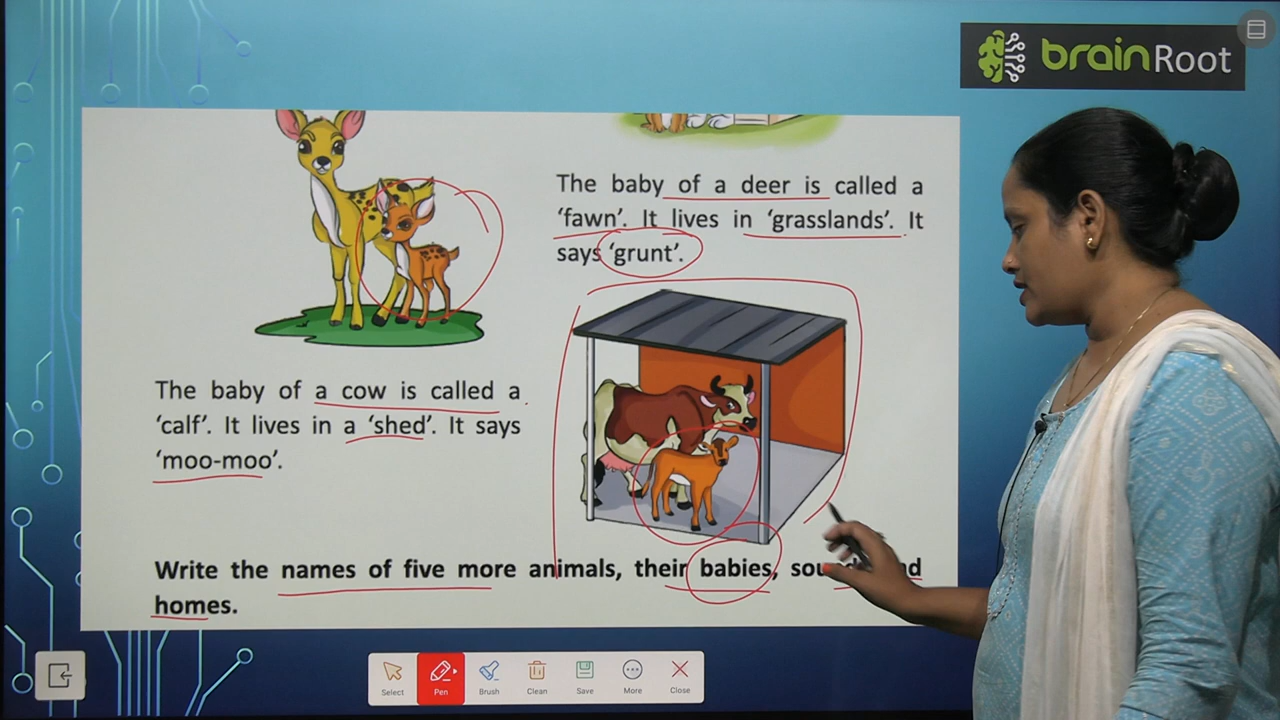 brainRoot
The baby of a deer is called a
‘fawn’. It lives in ‘grasslands’. It
says ‘grunt’.
The baby of a cow is called a
‘calf’. It lives in a ‘shed’. It says
‘moo-moo’.
Write the names of five more animals, their babies,
homes.
Select
Pen
Brush
Clean
Save
More
Close